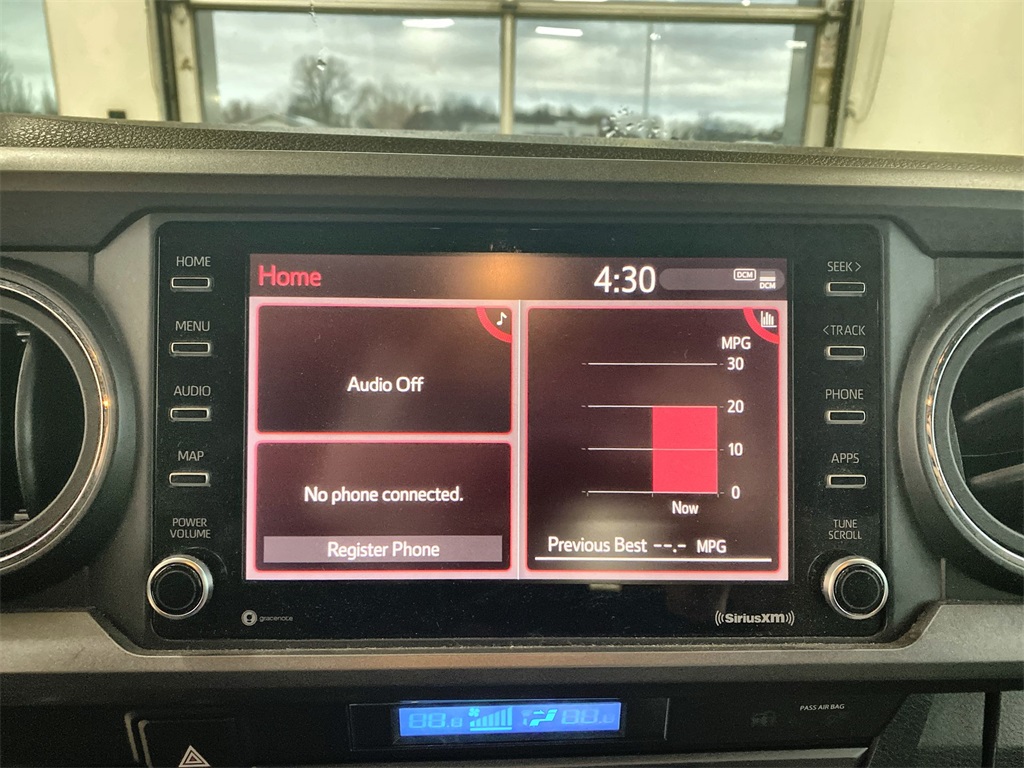 HOME
MENU
AUDIO
MAP
POWER
VOLUME
Home
4:30
DCM
DCM
Audio Off
No phone connected.
Register Phone
MPG
30
20
10
0
Now
Previous Best --.- MPG
SEEK>
<TRACK
PHONE
APPS
TUNE
SCROLL
gracenote
((SiriusXM))
PASS AIR BAG